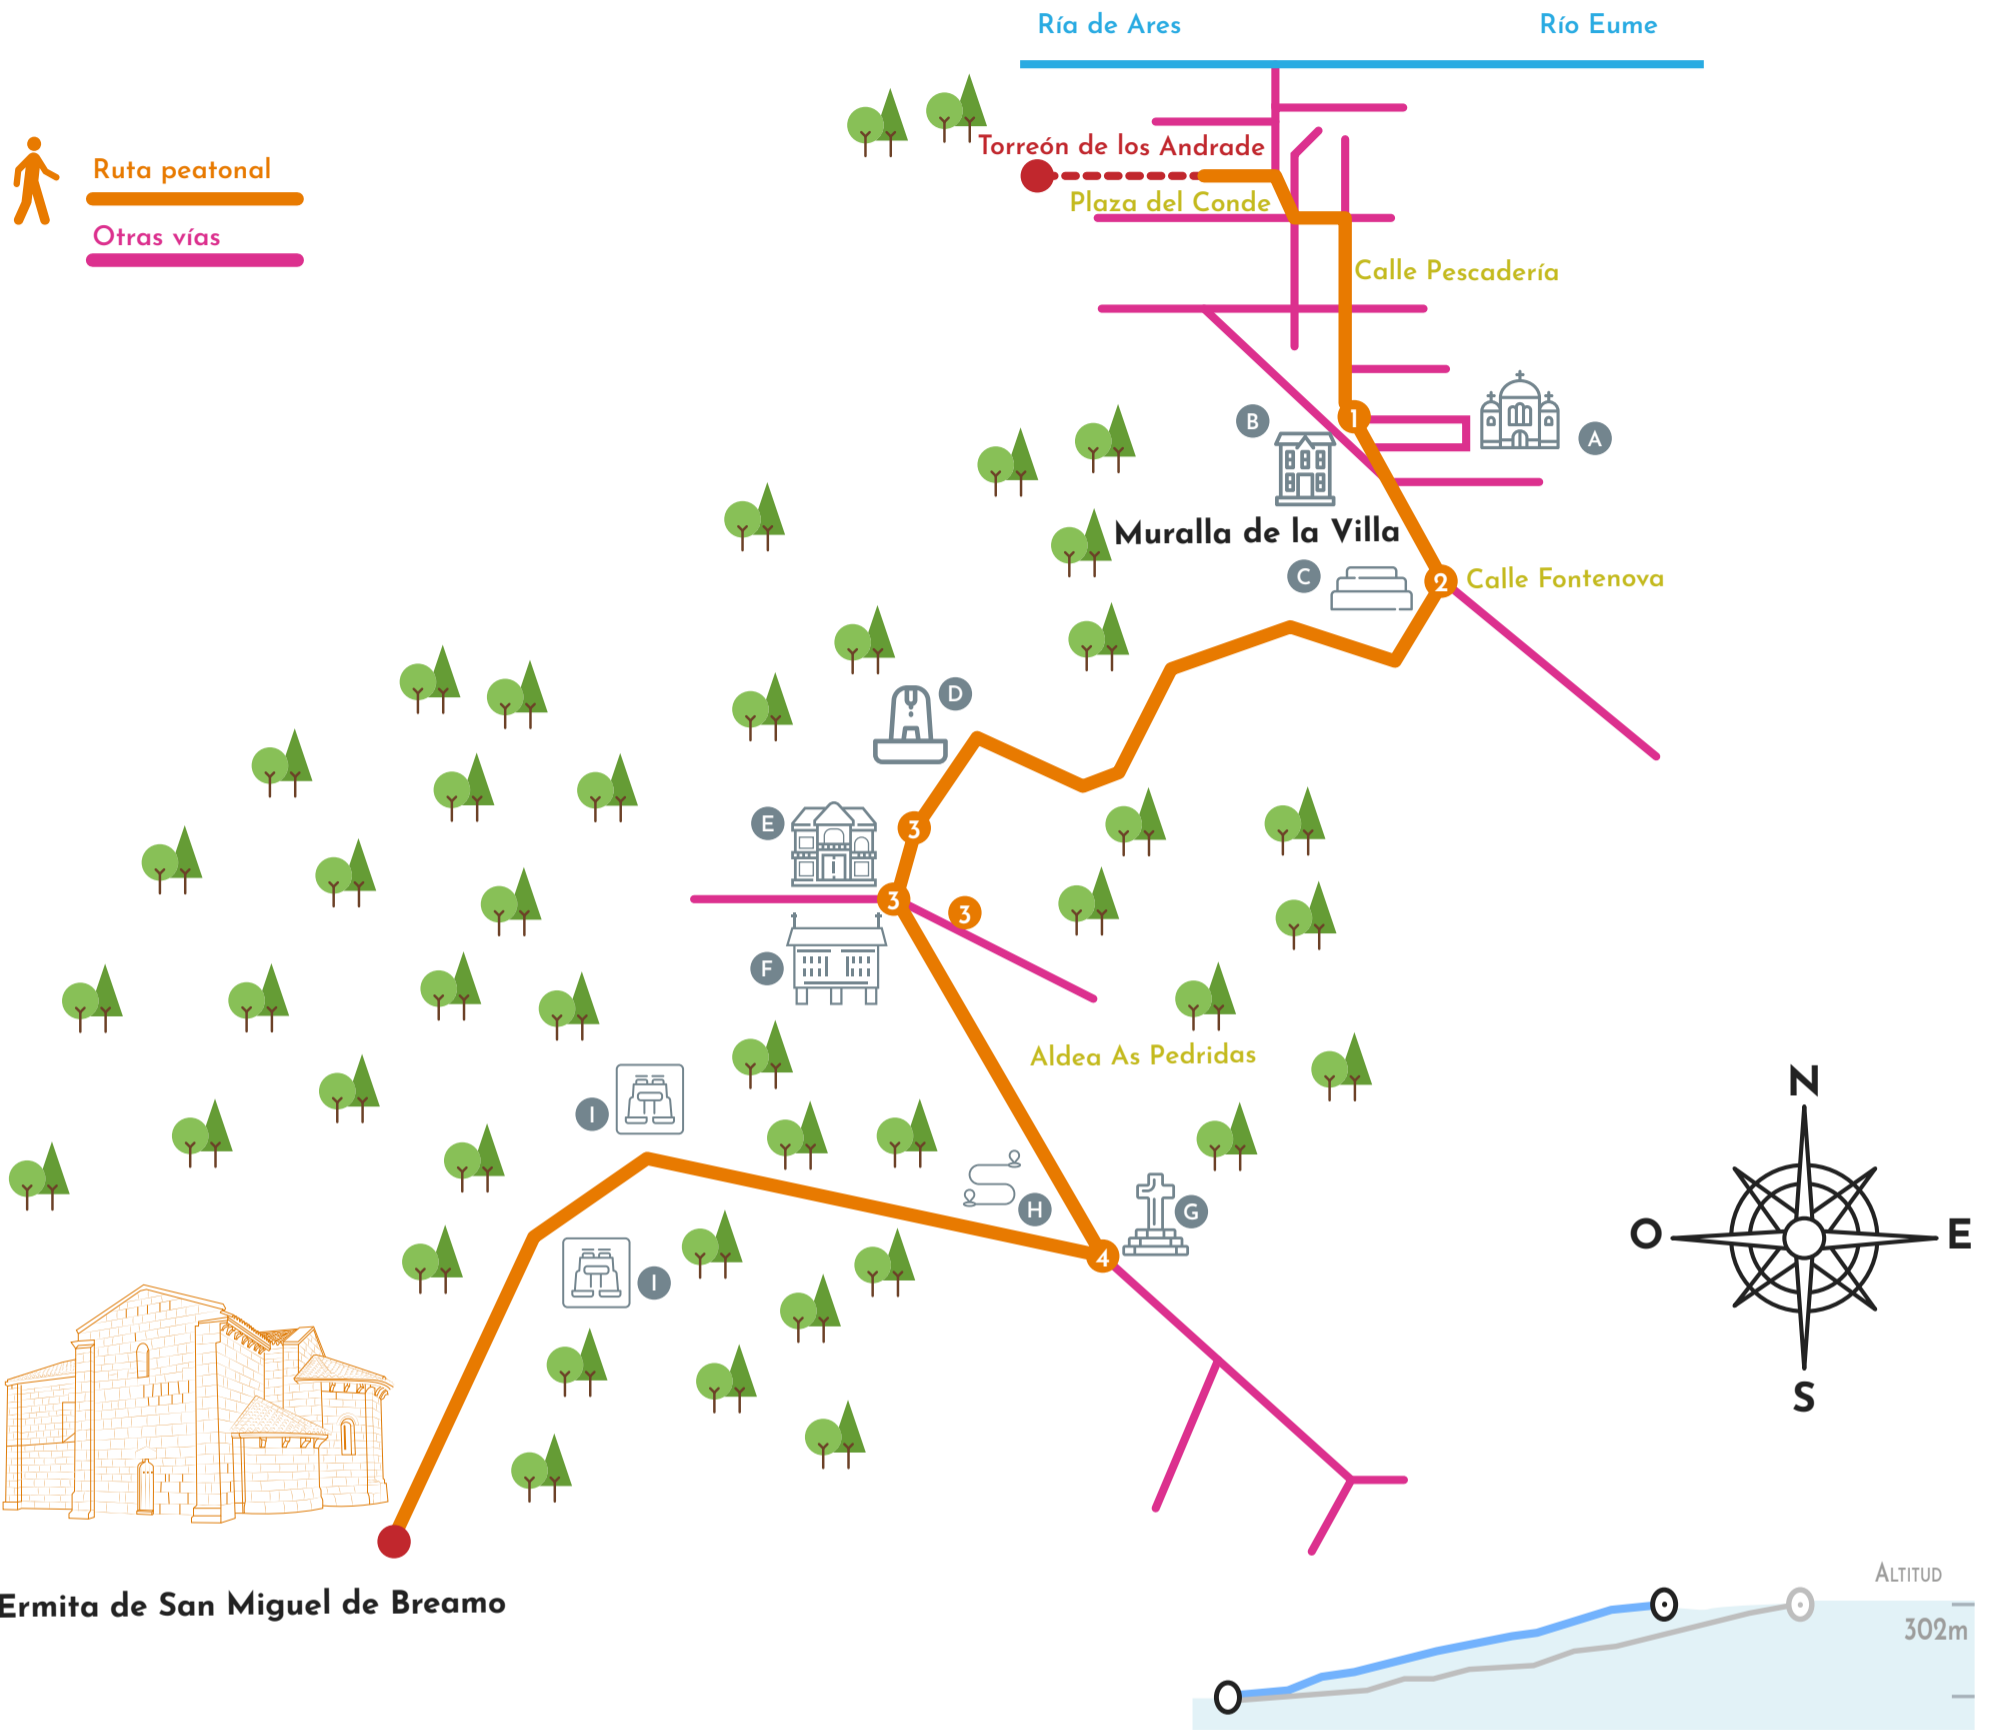 Ría de Ares
Río Eume
Torreón de los Andrade
Ruta peatonal
Plaza del Conde
Otras vías
Calle Pescadería
1
B
A
Muralla de la Villa
C
2
Calle Fontenova
D
E
3
3
3
F
Aldea As Pedridas
N
I
H
G
O
E
4
I
S
Altitud
302m
Ermita de San Miguel de Breamo